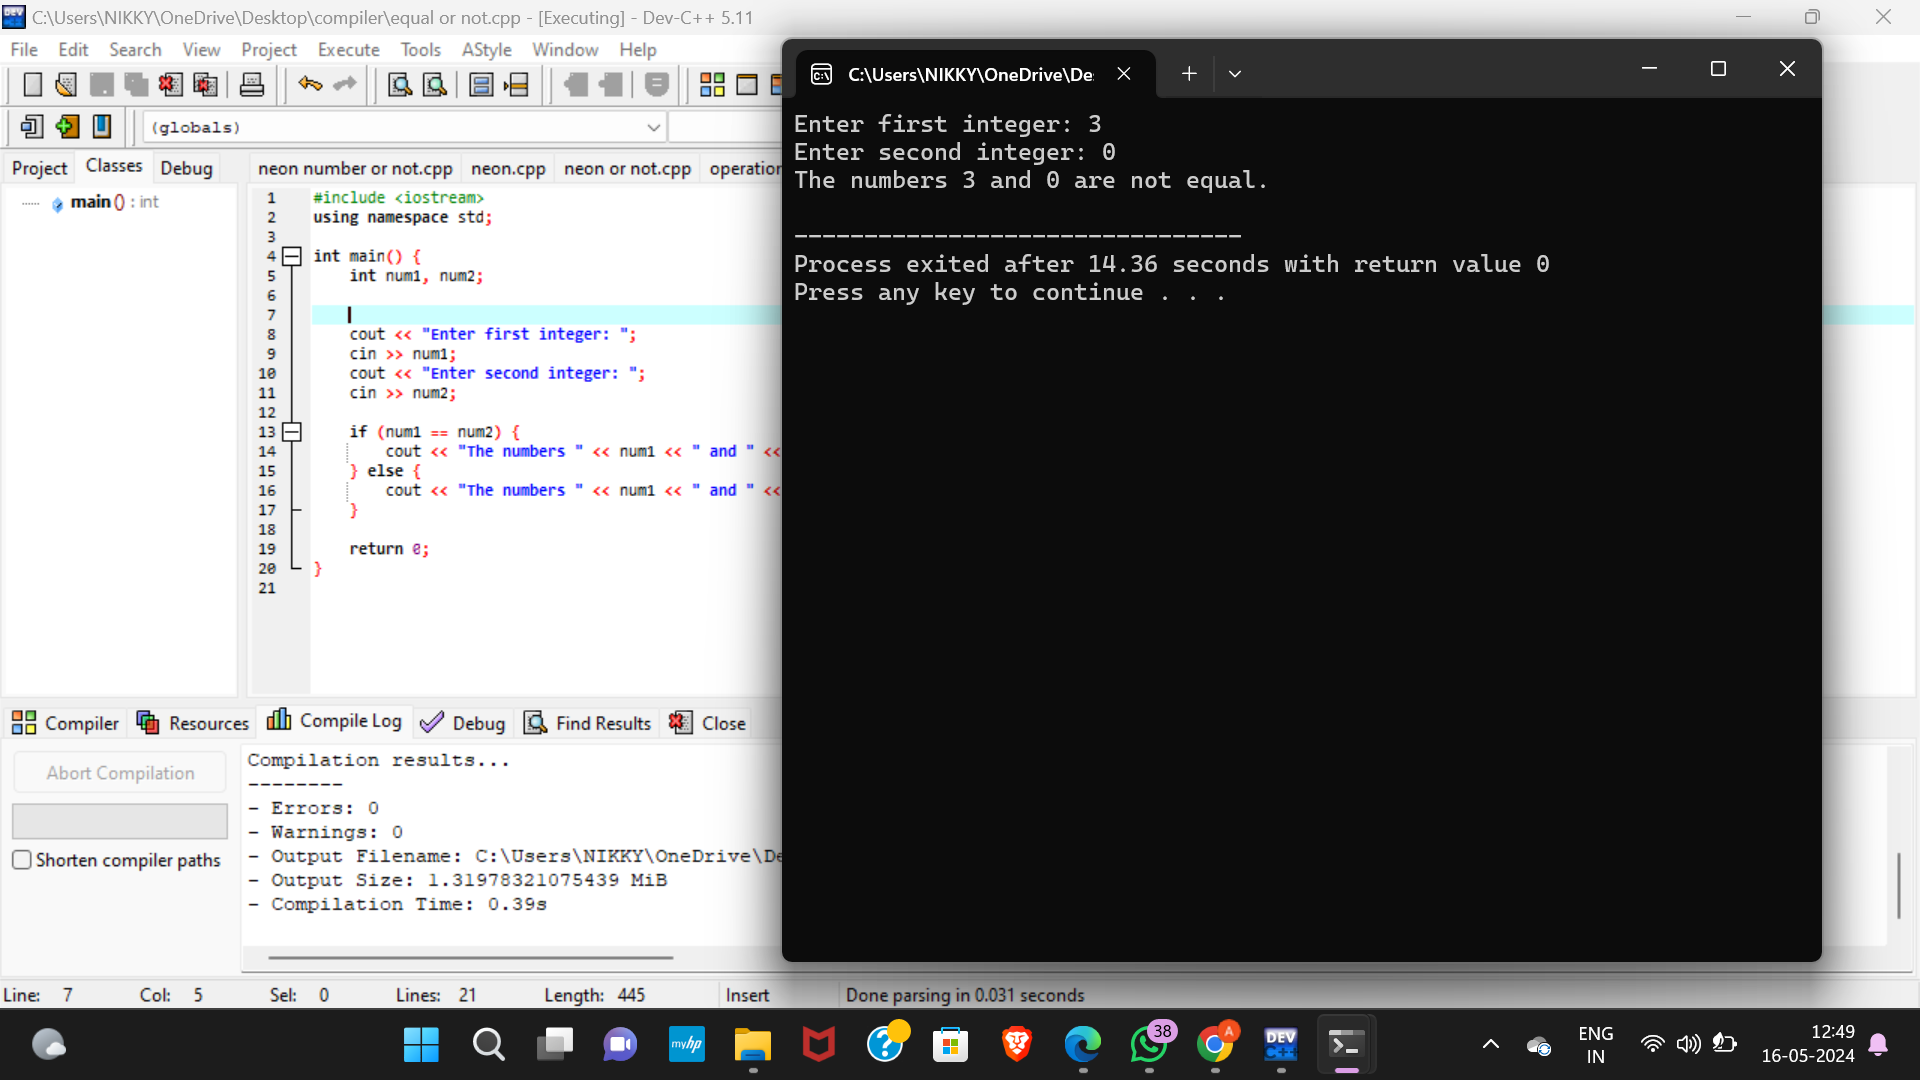 C:\Users\NIKKY\OneDrive\Desktop\compiler\equal or not.cpp - [Executing] - Dev-C++ 5.11
File Edit Search View Project Execute Tools AStyle Window Help
(globals)
Project Classes Debug
neon number or not.cpp neon.cpp neon or not.cpp operation
main () : int
1 #include <iostream>
2 using namespace std;
3
4 int main() {
5 int num1, num2;
6
7
8 cout << "Enter first integer: ";
9 cin >> num1;
10 cout << "Enter second integer: ";
11 cin >> num2;
12
13 if (num1 == num2) {
14 cout << "The numbers " << num1 << " and " <<
15 } else {
16 cout << "The numbers " << num1 << " and " <<
17 }
18
19 return 0;
20 }
21
C:\Users\NIKKY\OneDrive\De
Enter first integer: 3
Enter second integer: 0
The numbers 3 and 0 are not equal.
--------------------------------
Process exited after 14.36 seconds with return value 0
Press any key to continue . . .
Compiler Resources Compile Log Debug Find Results Close
Abort Compilation
Shorten compiler paths
Compilation results...
--------
- Errors: 0
- Warnings: 0
- Output Filename: C:\Users\NIKKY\OneDrive\De
- Output Size: 1.31978321075439 MiB
- Compilation Time: 0.39s
Line: 7 Col: 5 Sel: 0 Lines: 21 Length: 445 Insert Done parsing in 0.031 seconds
myhp
38
A
DEV C++
ENG
IN
12:49
16-05-2024